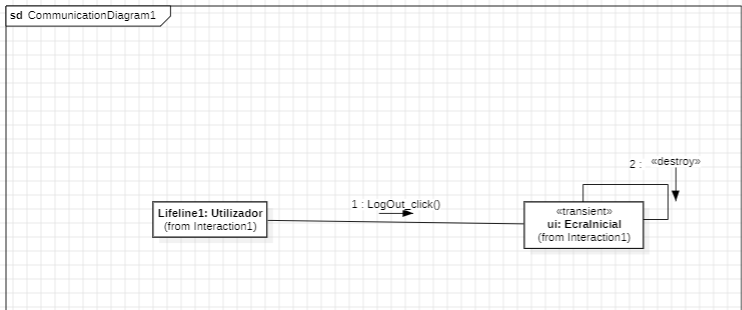 sd CommunicationDiagram1
2 : «destroy»
1 : LogOut_click()
Lifeline1: Utilizador
(from Interaction1)
«transient»
ui: EcraInicial
(from Interaction1)